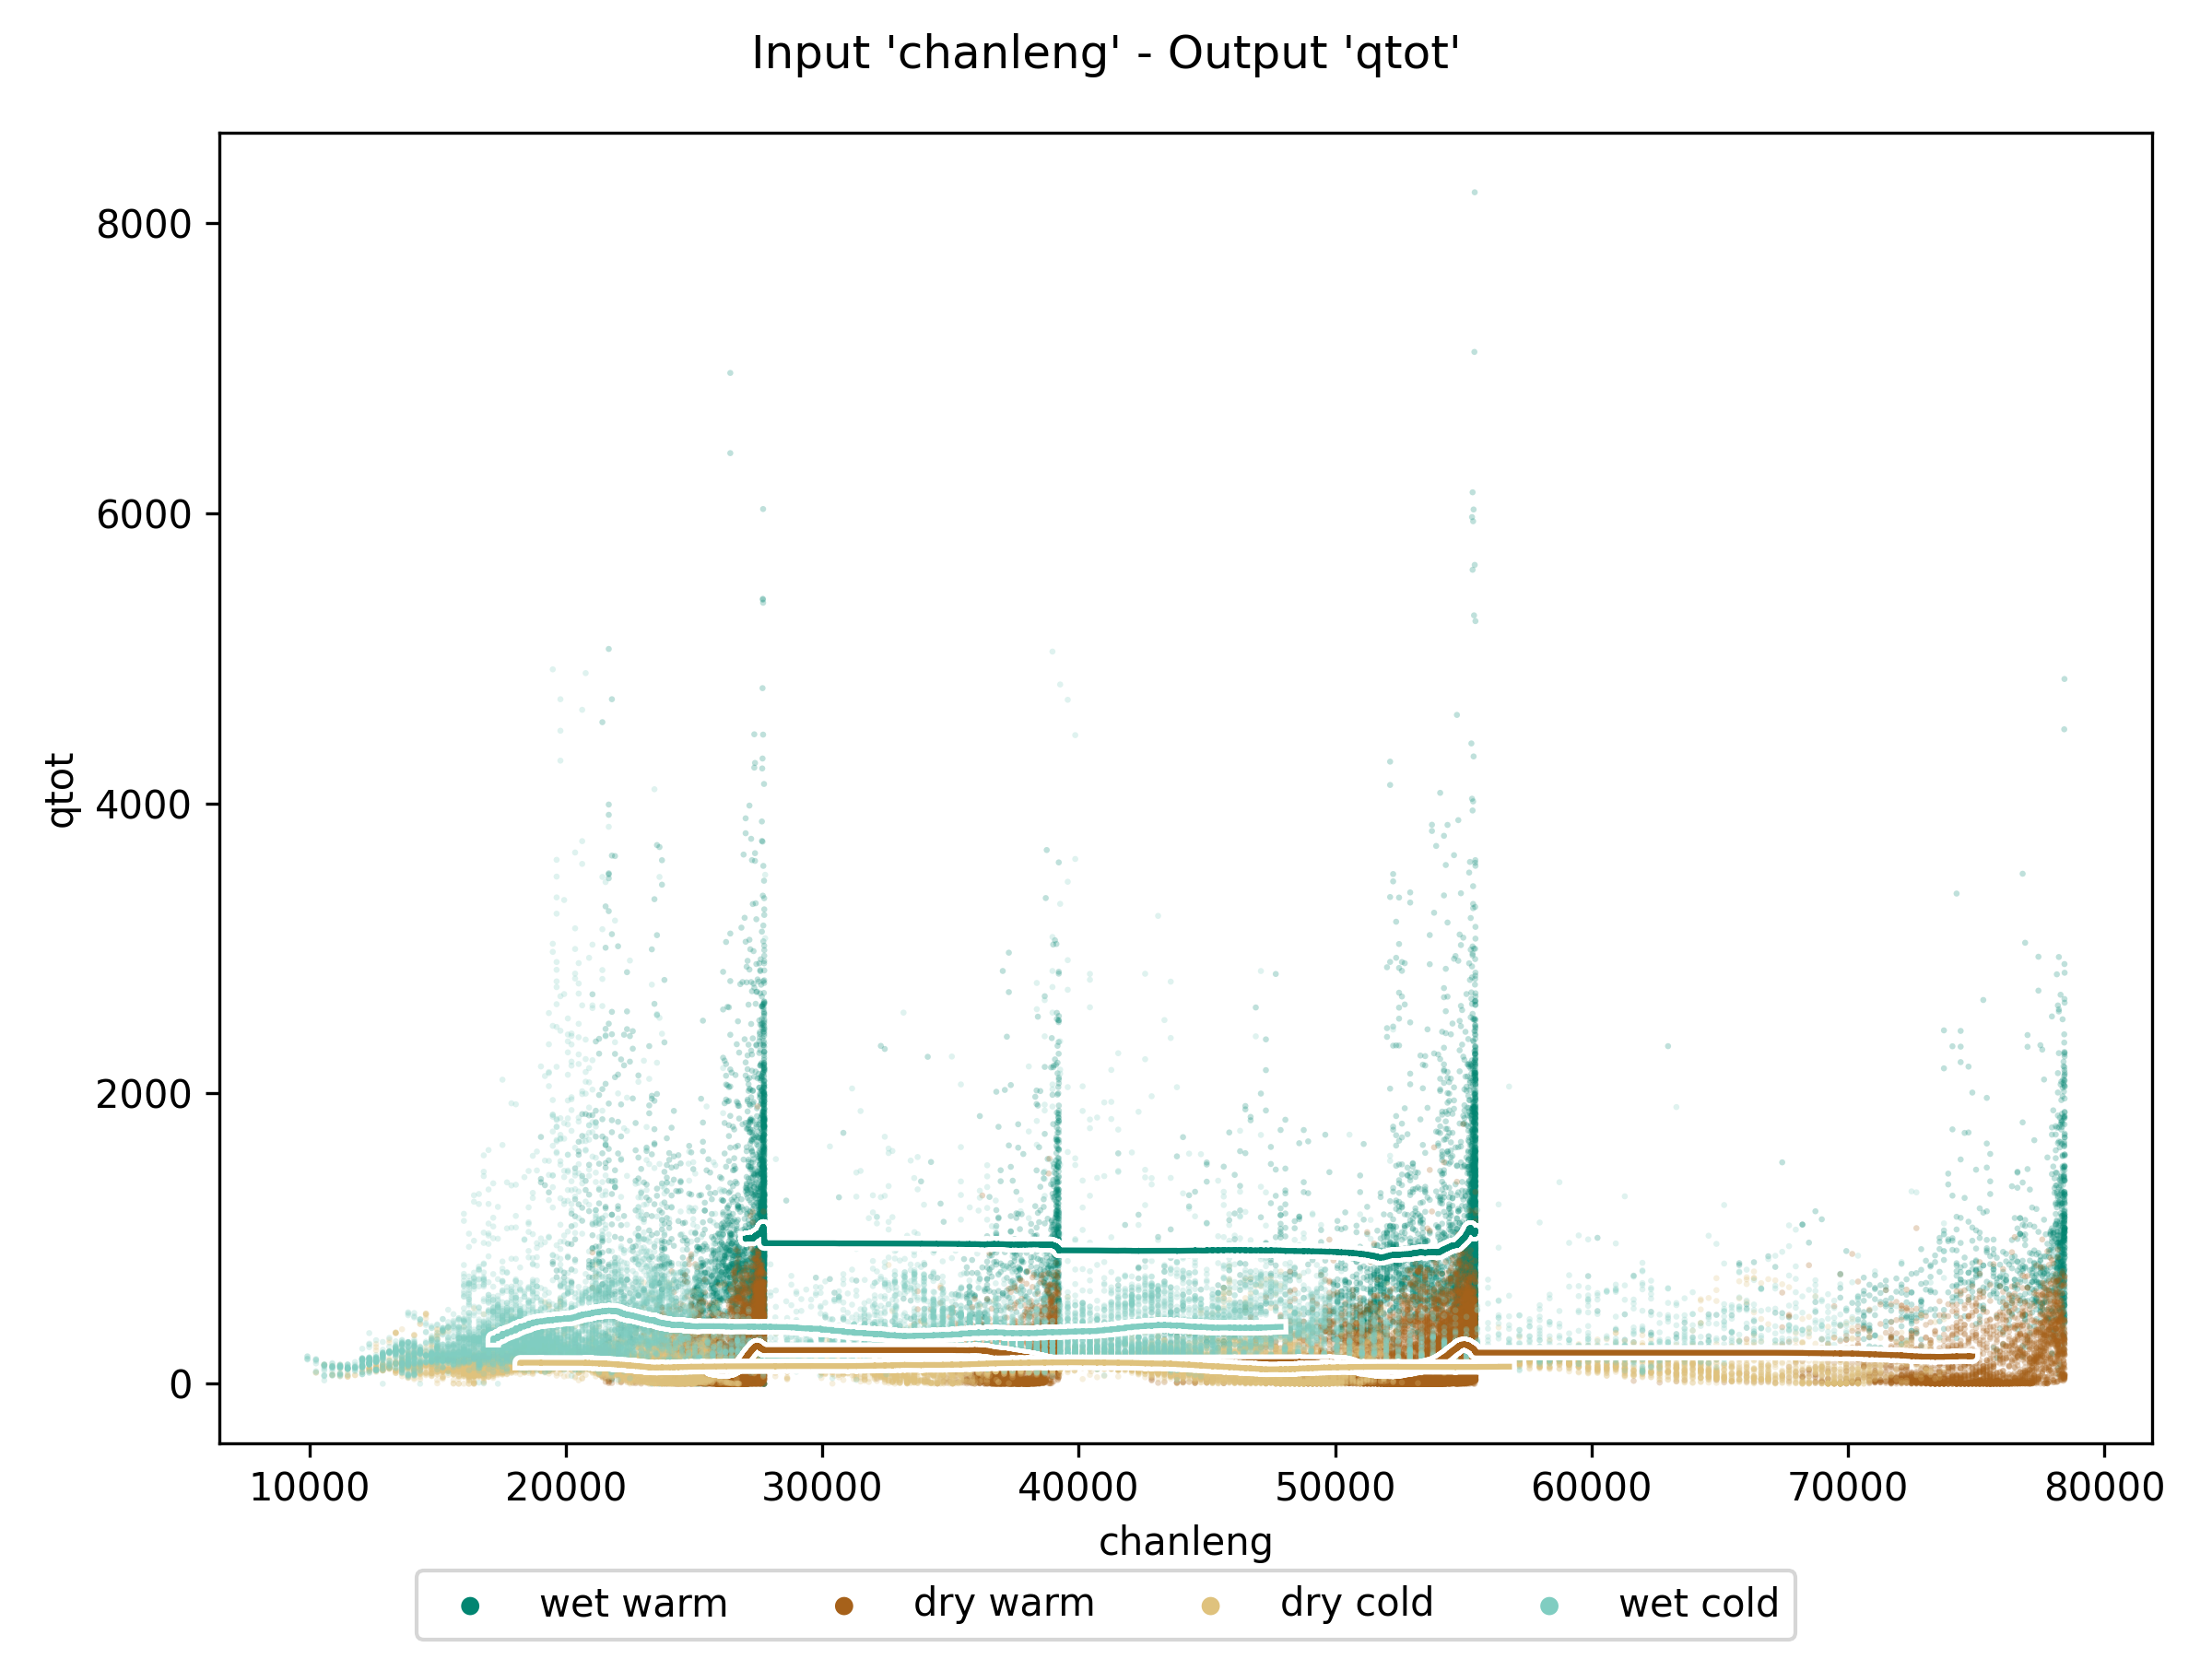 Input 'chanleng' - Output 'qtot'
8000
6000
4000
2000
0
qtot
10000 20000 30000 40000 50000 60000 70000 80000
chanleng
wet warm dry warm dry cold wet cold